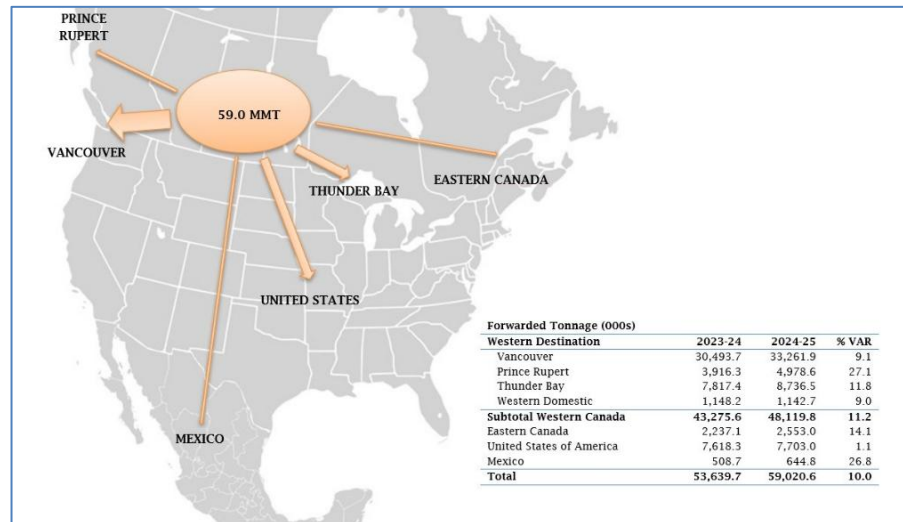 PRINCE
RUPERT
59.0 MMT
VANCOUVER
THUNDER BAY
EASTERN CANADA
UNITED STATES
MEXICO
Forwarded Tonnage (000s)
Western Destination 2023-24 2024-25 % VAR
Vancouver 30,493.7 33,261.9 9.1
Prince Rupert 3,916.3 4,978.6 27.1
Thunder Bay 7,817.4 8,736.5 11.8
Western Domestic 1,148.2 1,142.7 9.0
Subtotal Western Canada 43,275.6 48,119.8 11.2
Eastern Canada 2,237.1 2,553.0 14.1
United States of America 7,618.3 7,703.0 1.1
Mexico 508.7 644.8 26.8
Total 53,639.7 59,020.6 10.0